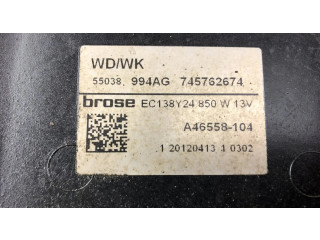 WD/WK
55038 994AG 745762674
brose EC138Y24 850 W 13V
A46558-104
.1 20120413 1 0302